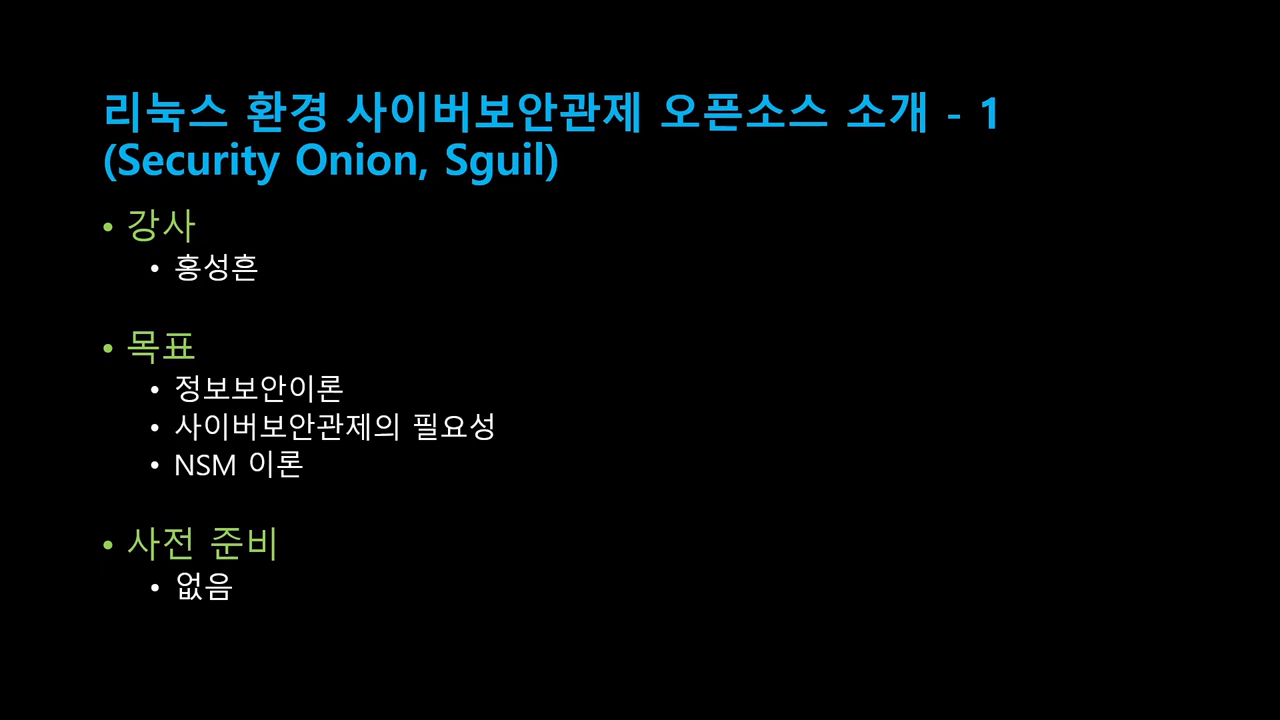 리눅스 환경 사이버보안관제 오픈소스 소개 - 1
(Security Onion, Sguil)
• 강사
• 홍성흔
• 목표
• 정보보안이론
• 사이버보안관제의 필요성
• NSM 이론
• 사전 준비
• 없음